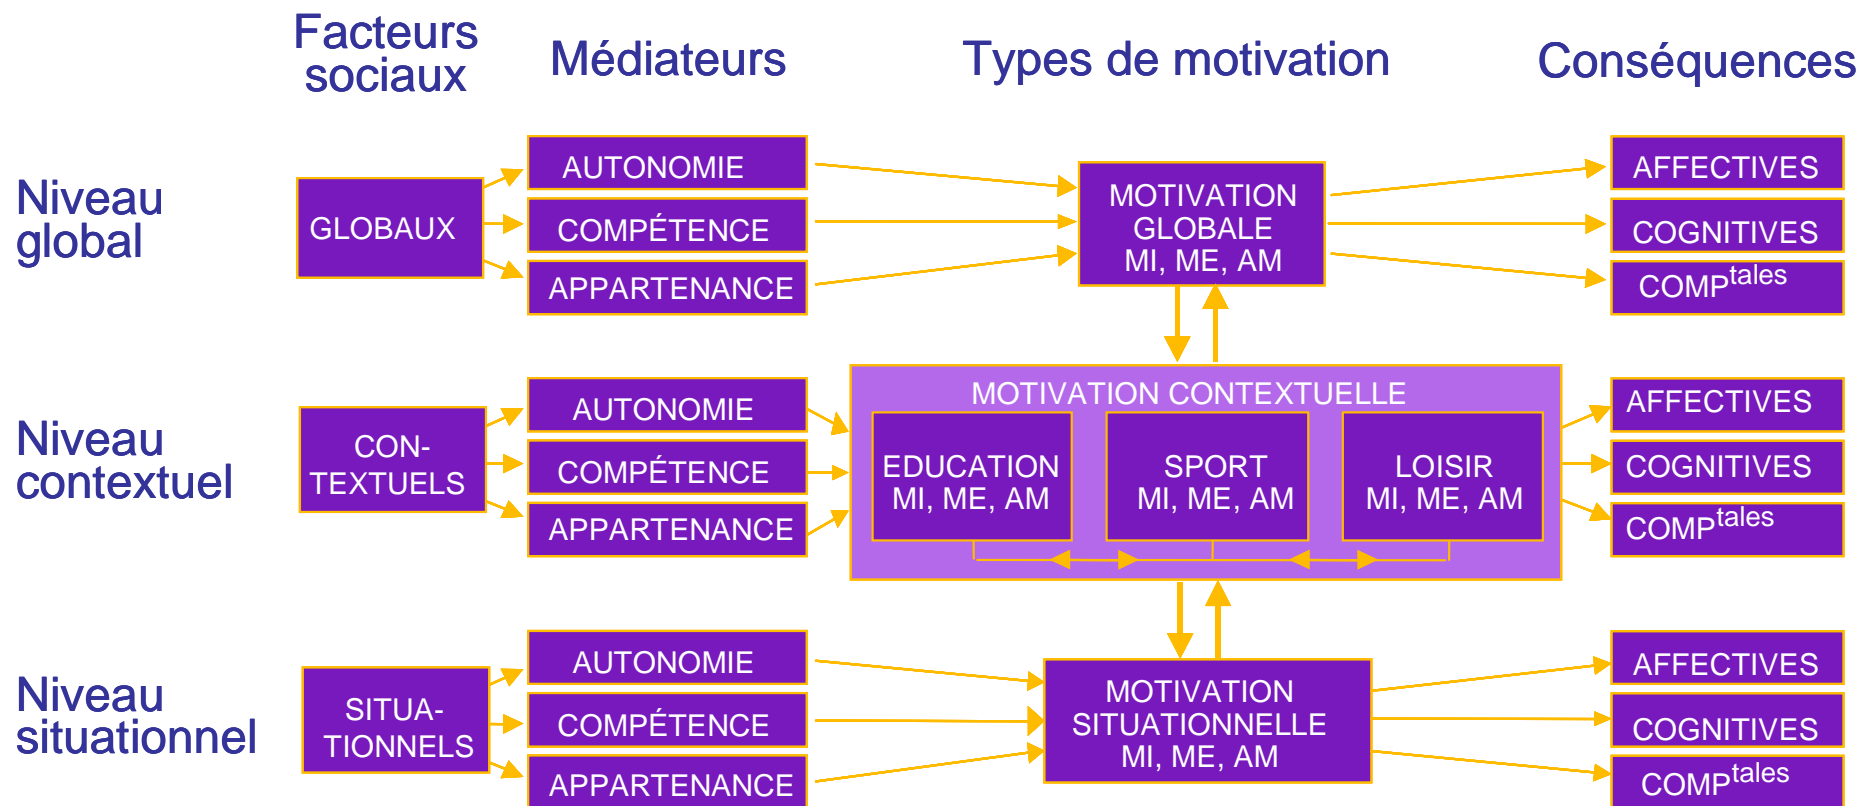 Facteurs
sociaux
Médiateurs
Types de motivation
Conséquences
Niveau
global
GLOBAUX
AUTONOMIE
COMPÉTENCE
APPARTENANCE
MOTIVATION
GLOBALE
MI, ME, AM
AFFECTIVES
COGNITIVES
COMPtales
Niveau
contextuel
CON-
TEXTUELS
AUTONOMIE
COMPÉTENCE
APPARTENANCE
MOTIVATION CONTEXTUELLE
EDUCATION
MI, ME, AM
SPORT
MI, ME, AM
LOISIR
MI, ME, AM
AFFECTIVES
COGNITIVES
COMPtales
Niveau
situationnel
SITUA-
TIONNELS
AUTONOMIE
COMPÉTENCE
APPARTENANCE
MOTIVATION
SITUATIONNELLE
MI, ME, AM
AFFECTIVES
COGNITIVES
COMPtales